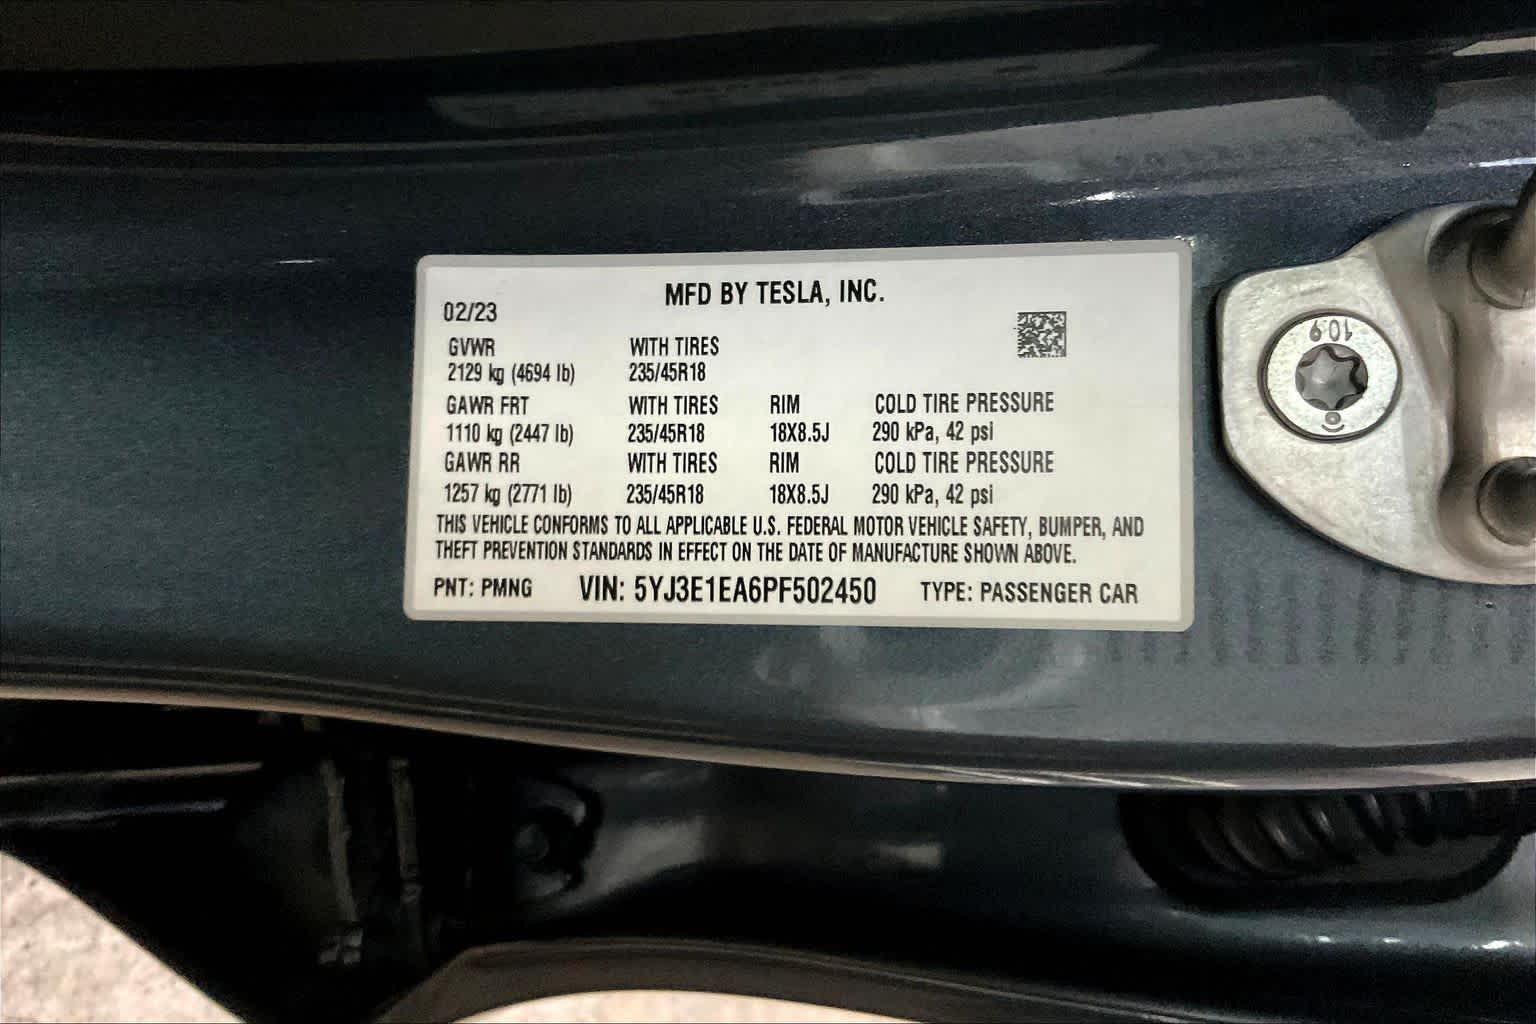 MFD BY TESLA, INC.
02/23
GVWR WITH TIRES
2129 kg (4694 lb) 235/45R18
GAWR FRT WITH TIRES RIM COLD TIRE PRESSURE
1110 kg (2447 lb) 235/45R18 18X8.5J 290 kPa, 42 psi
GAWR RR WITH TIRES RIM COLD TIRE PRESSURE
1257 kg (2771 lb) 235/45R18 18X8.5J 290 kPa, 42 psi
THIS VEHICLE CONFORMS TO ALL APPLICABLE U.S. FEDERAL MOTOR VEHICLE SAFETY, BUMPER, AND
THEFT PREVENTION STANDARDS IN EFFECT ON THE DATE OF MANUFACTURE SHOWN ABOVE.
PNT: PMNG VIN: 5YJ3E1EA6PF502450 TYPE: PASSENGER CAR
10.9